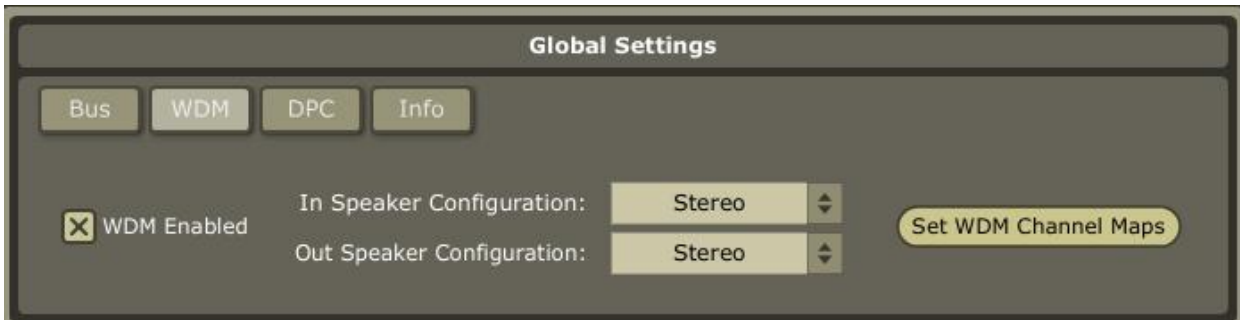 Global Settings
Bus WDM DPC Info
In Speaker Configuration: Stereo
WDM Enabled Set WDM Channel Maps
Out Speaker Configuration: Stereo